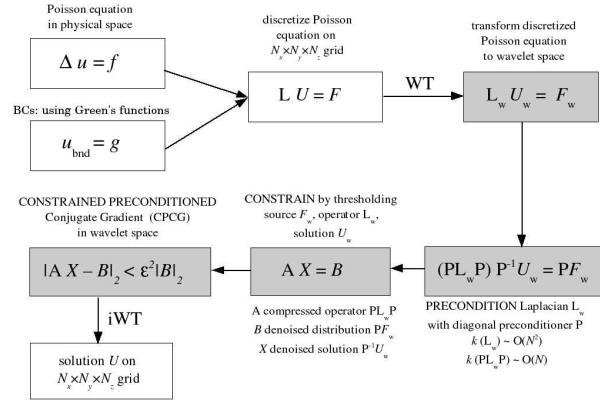 Poisson equation
in physical space
Δ u = f
BCs: using Green's functions
u_bnd = g
discretize Poisson
equation on
N_x×N_y×N_z grid
L U = F
WT
transform discretized
Poisson equation
to wavelet space
L_w U_w = F_w
(PL_wP) P^-1U_w = PF_w
PRECONDITION Laplacian L_w
with diagonal preconditioner P
k (L_w) ~ O(N^2)
k (PL_wP) ~ O(N)
CONSTRAIN by thresholding
source F_w, operator L_w,
solution U_w
A X = B
A compressed operator PL_wP
B denoised distribution PF_w
X denoised solution P^-1U_w
CONSTRAINED PRECONDITIONED
Conjugate Gradient (CPCG)
in wavelet space
|A X – B|_2 < ε^2|B|_2
iWT
solution U on
N_x×N_y×N_z grid